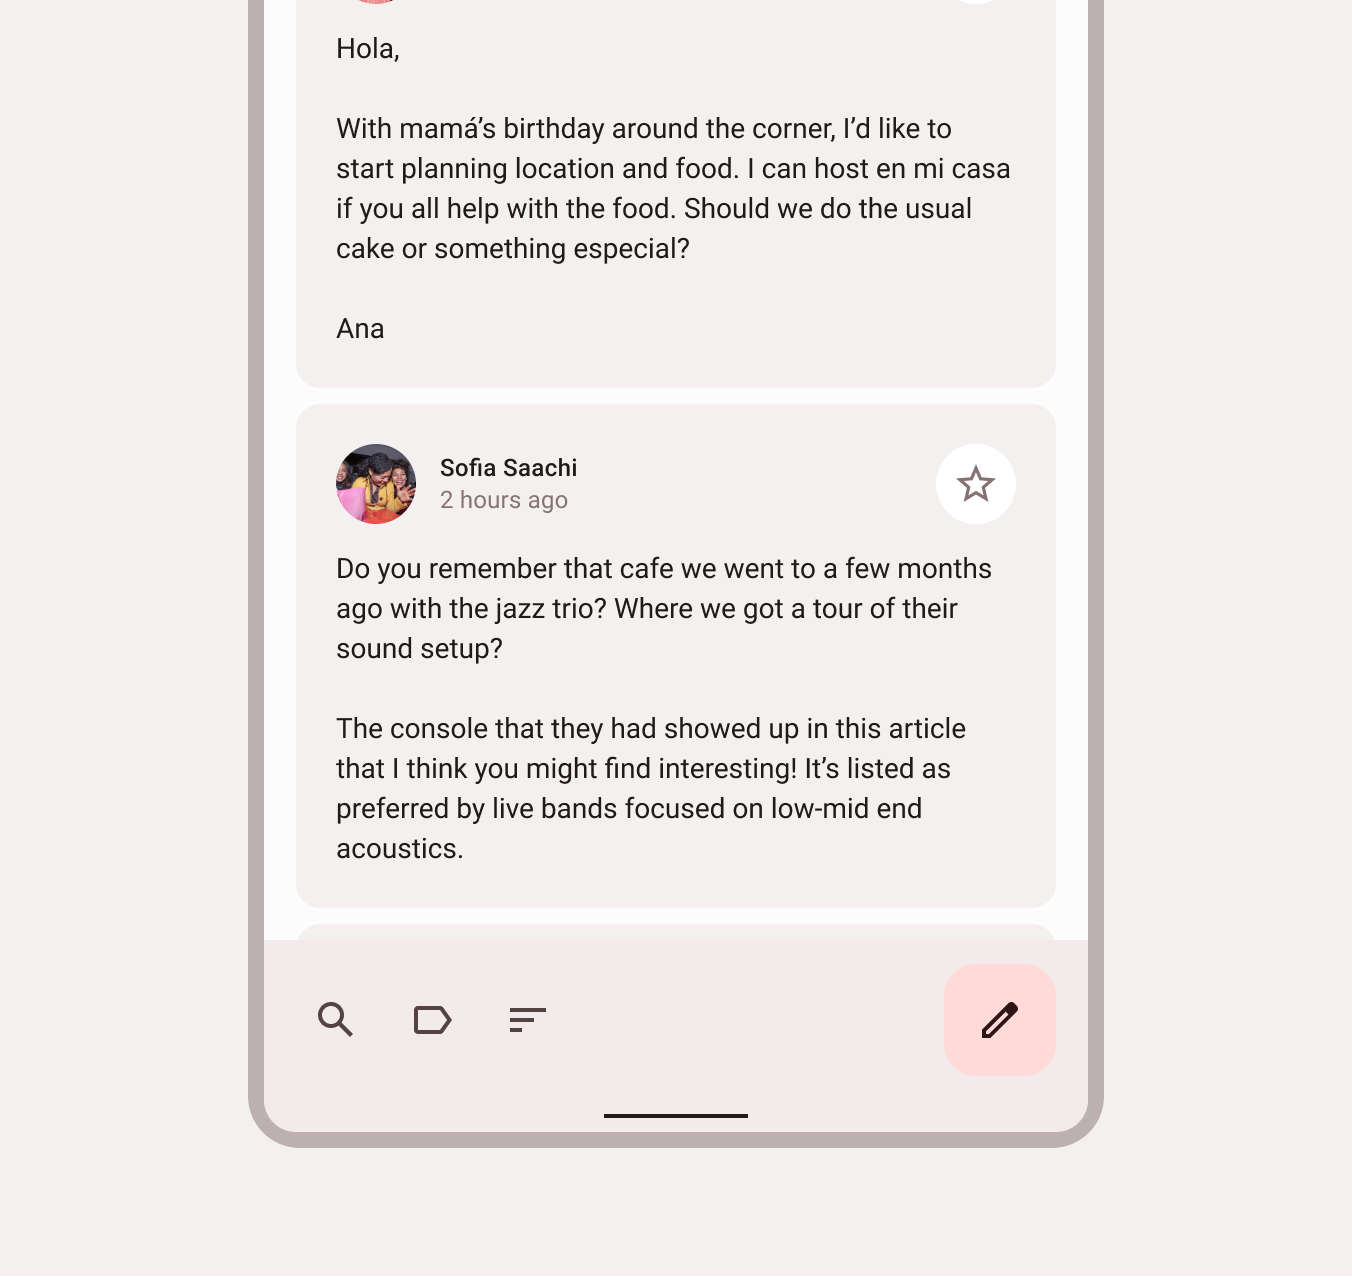 Hola,
With mamá’s birthday around the corner, I’d like to
start planning location and food. I can host en mi casa
if you all help with the food. Should we do the usual
cake or something especial?
Ana
Sofia Saachi
2 hours ago
Do you remember that cafe we went to a few months
ago with the jazz trio? Where we got a tour of their
sound setup?
The console that they had showed up in this article
that I think you might find interesting! It’s listed as
preferred by live bands focused on low-mid end
acoustics.